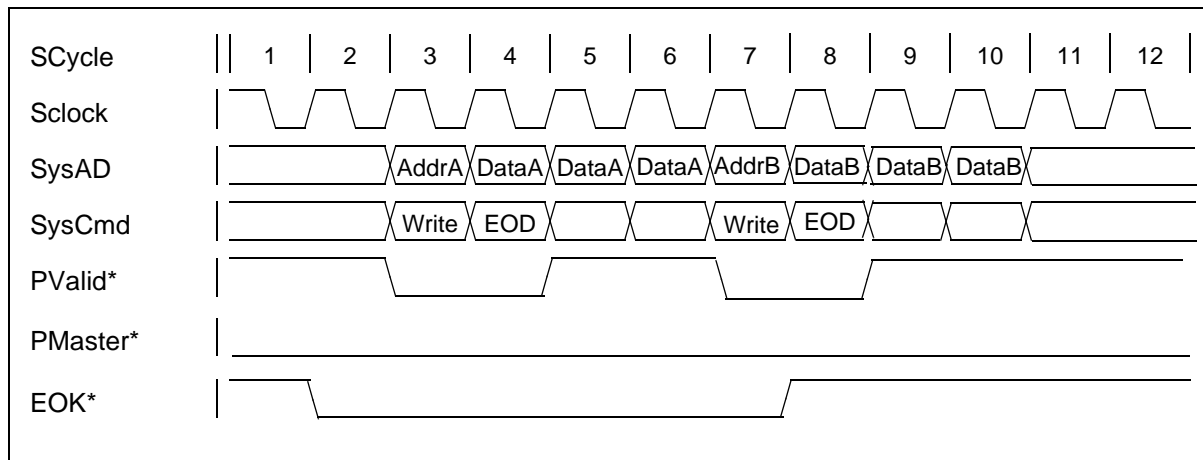 SCycle 1 2 3 4 5 6 7 8 9 10 11 12
Sclock
SysAD AddrA DataA DataA DataA AddrB DataB DataB DataB
SysCmd Write EOD Write EOD
PValid*
PMaster*
EOK*